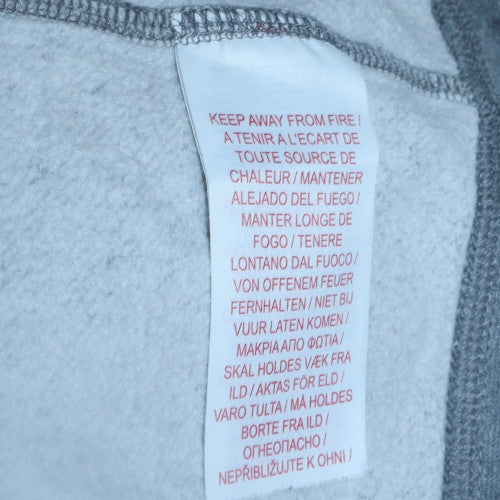 KEEP AWAY FROM FIRE /
A TENIR A L'ECART DE
TOUTE SOURCE DE
CHALEUR / MANTENER
ALEJADO DEL FUEGO /
MANTER LONGE DE
FOGO / TENERE
LONTANO DAL FUOCO /
VON OFFENEM FEUER
FERNHALTEN / NIET BIJ
VUUR LATEN KOMEN /
ΜΑΚΡΙΑ ΑΠΟ ΦΩΤΙΑ /
SKAL HOLDES VÆK FRA
ILD / AKTAS FÖR ELD /
VARO TULTA / MÅ HOLDES
BORTE FRA ILD /
ОГНЕОПАСНО /
NEPŘIBLIŽUJTE K OHNI /